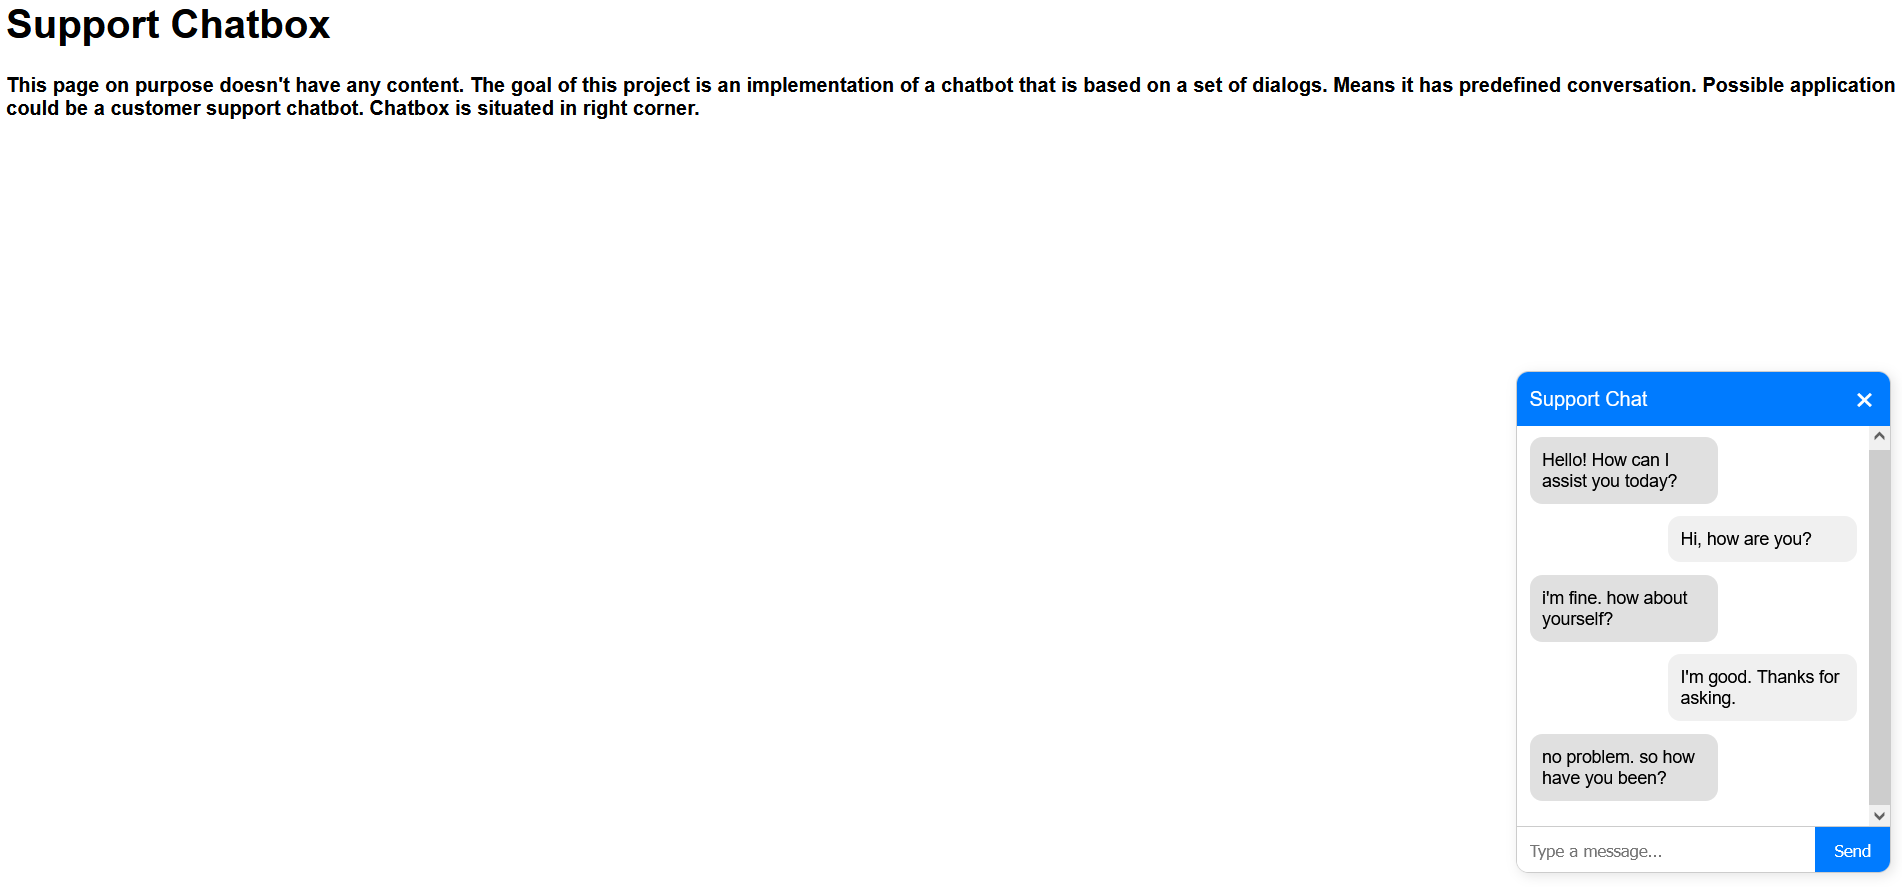 Support Chatbox
This page on purpose doesn't have any content. The goal of this project is an implementation of a chatbot that is based on a set of dialogs. Means it has predefined conversation. Possible application
could be a customer support chatbot. Chatbox is situated in right corner.
Support Chat
Hello! How can I
assist you today?
Hi, how are you?
i'm fine. how about
yourself?
I'm good. Thanks for
asking.
no problem. so how
have you been?
Type a message...
Send